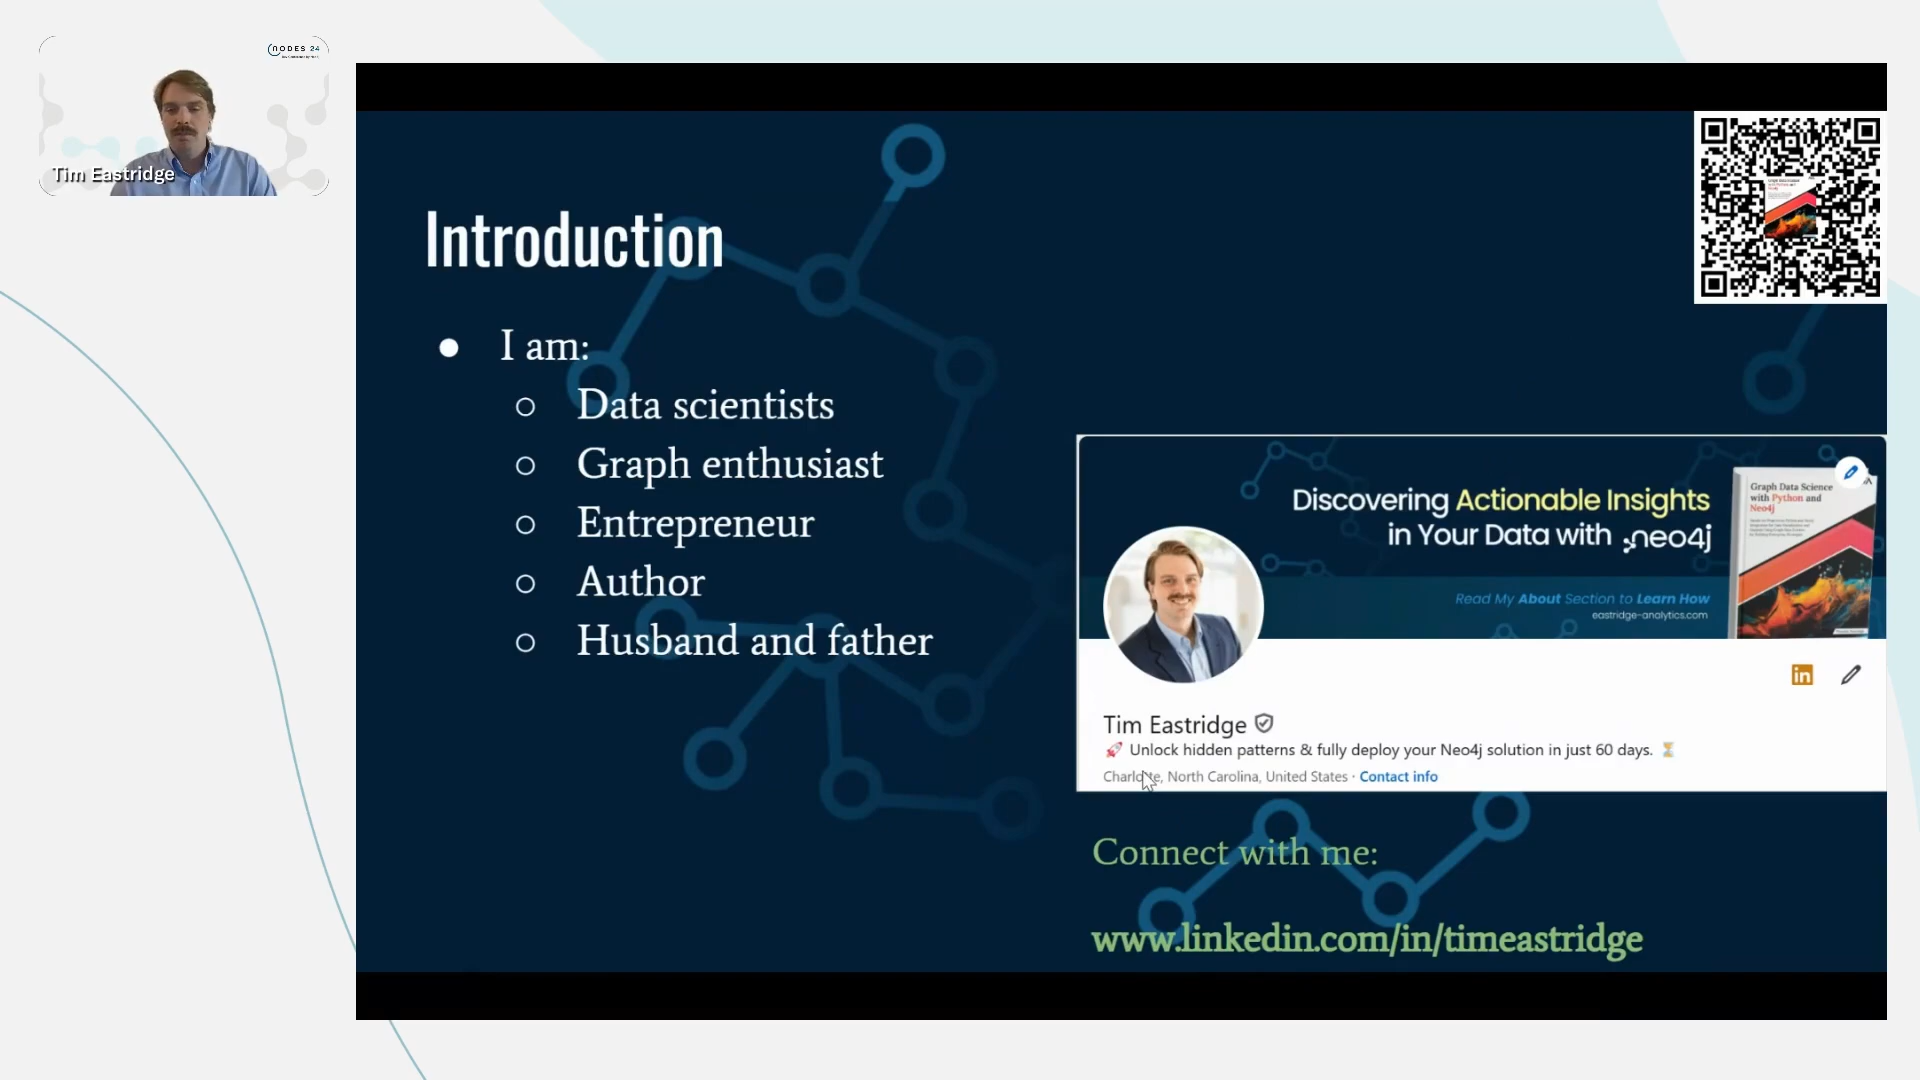 NODES 24
Tim Eastridge
Introduction
I am:
Data scientists
Graph enthusiast
Entrepreneur
Author
Husband and father
Discovering Actionable Insights
in Your Data with neo4j
Read My About Section to Learn How
eastridge-analytics.com
Graph Data Science
with Python and
Neo4j
in
Tim Eastridge
Unlock hidden patterns & fully deploy your Neo4j solution in just 60 days.
Charlotte, North Carolina, United States · Contact info
Connect with me:
www.linkedin.com/in/timeastridge